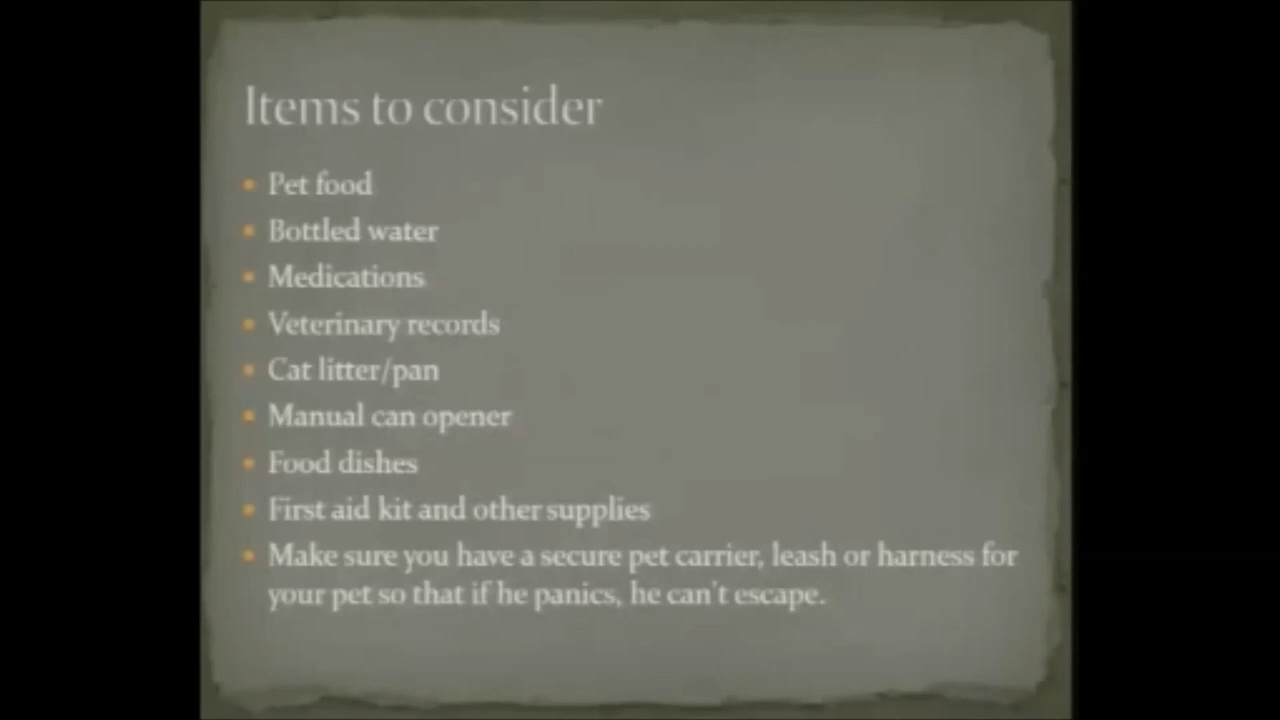 Items to consider
Pet food
Bottled water
Medications
Veterinary records
Cat litter/pan
Manual can opener
Food dishes
First aid kit and other supplies
Make sure you have a secure pet carrier, leash or harness for
your pet so that if he panics, he can't escape.